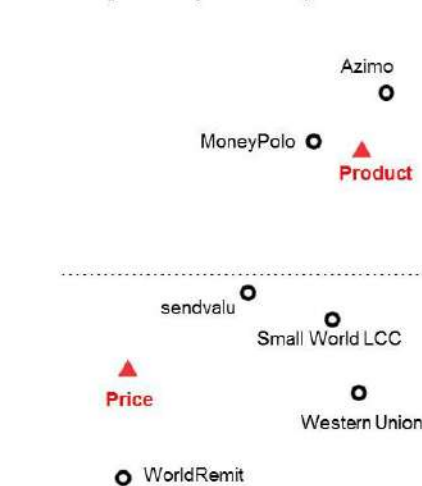 Azimo
MoneyPolo
Product
sendvalu
Small World LCC
Price
Western Union
WorldRemit